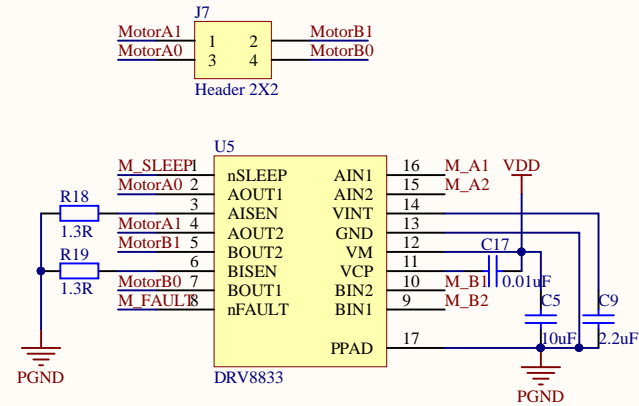 J7
MotorA1 1 2 MotorB1
MotorA0 3 4 MotorB0
Header 2X2
U5
M_SLEEP 1 nSLEEP AIN1 16 M_A1 VDD
MotorA0 2 AOUT1 AIN2 15 M_A2
R18 3 AISEN VINT 14
1.3R
MotorA1 4 AOUT2 GND 13
MotorB1 5 BOUT2 VM 12 C17
R19 6 BISEN VCP 11 0.01uF
1.3R
MotorB0 7 BOUT1 BIN2 10 M_B1
M_FAULT 8 nFAULT BIN1 9 M_B2 C5 C9
10uF 2.2uF
PPAD 17
PGND
DRV8833
PGND